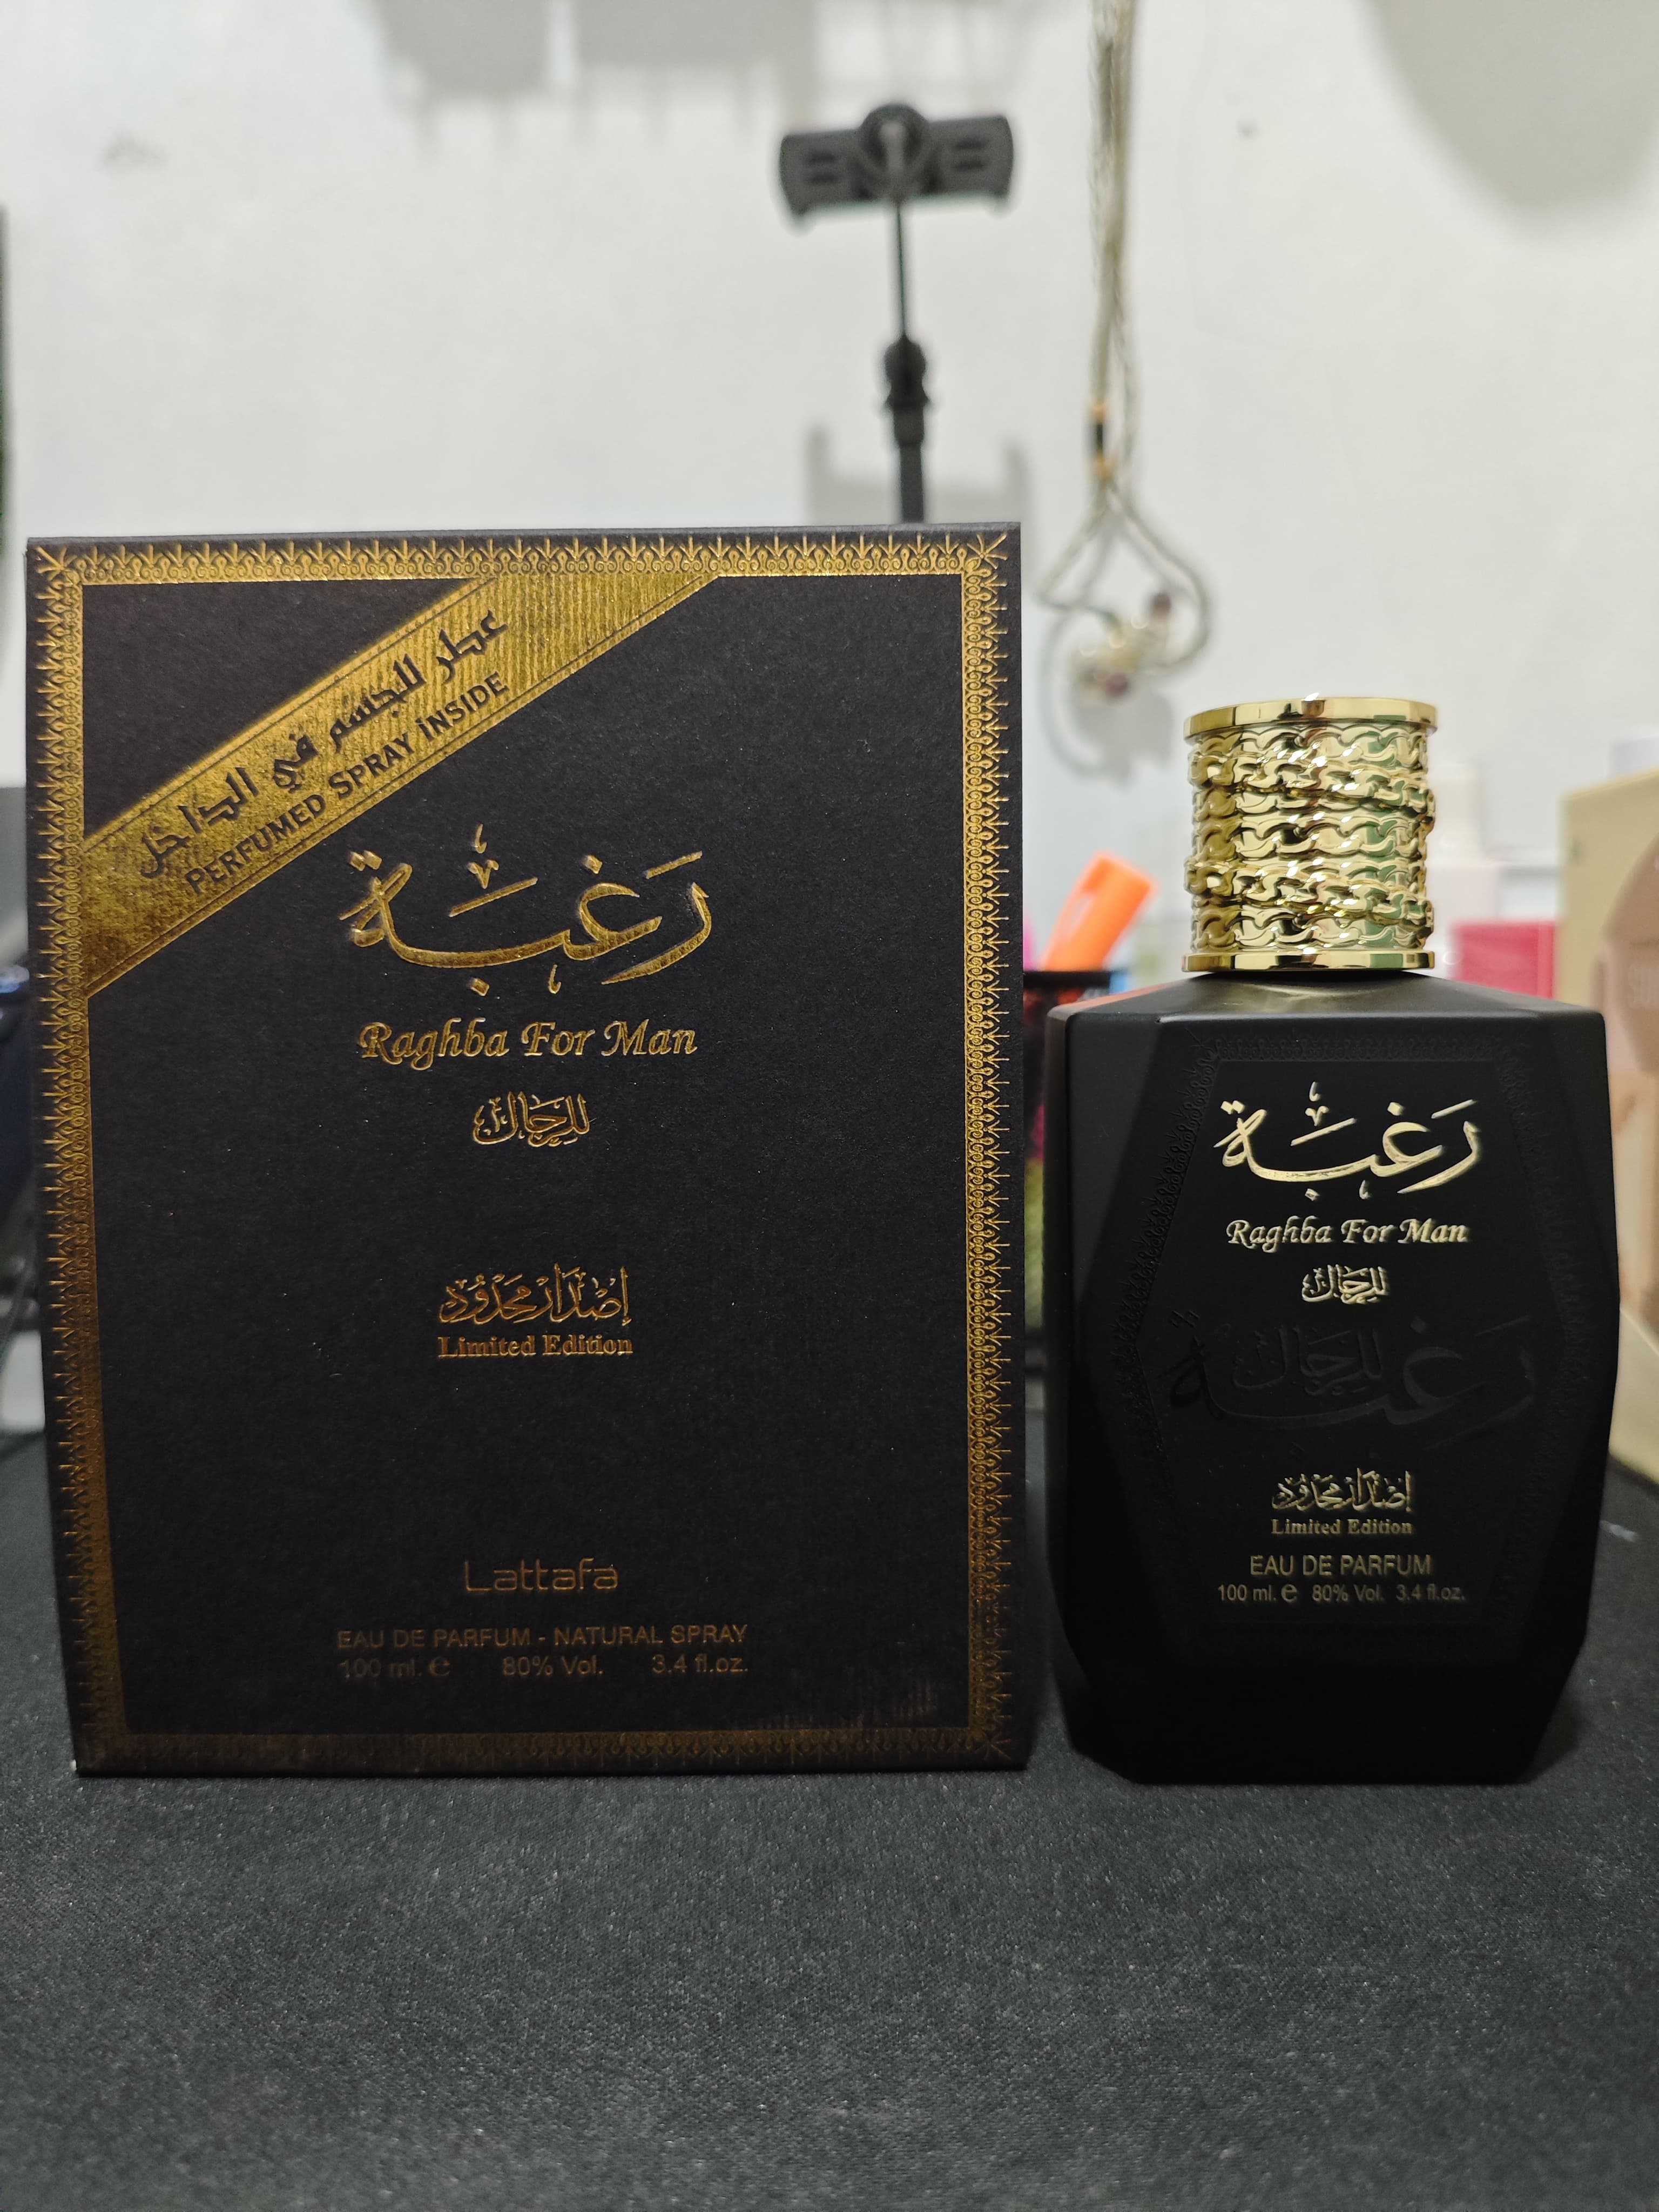 عطر للجسم في الداخل
PERFUMED SPRAY INSIDE
رَغبَة
Raghba For Man
للرجال
إصدار محدود
Limited Edition
Lattafa
EAU DE PARFUM - NATURAL SPRAY
100 ml. e 80% Vol. 3.4 fl.oz.
رَغبَة
Raghba For Man
للرجال
رغبة
للرجال
إصدار محدود
Limited Edition
EAU DE PARFUM
100 ml. e 80% Vol. 3.4 fl.oz.